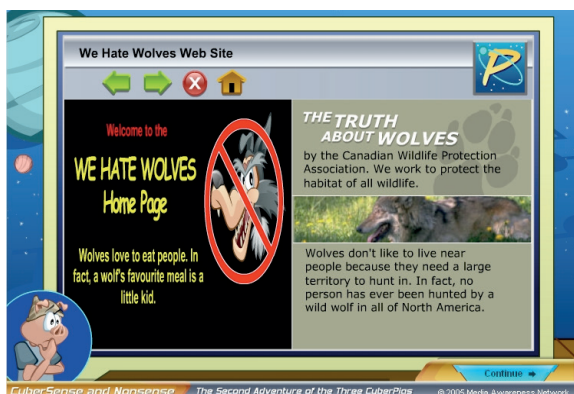 We Hate Wolves Web Site
Welcome to the
WE HATE WOLVES
Home Page
Wolves love to eat people. In
fact, a wolf's favourite meal is a
little kid.
THE TRUTH
ABOUT WOLVES
by the Canadian Wildlife Protection
Association. We work to protect the
habitat of all wildlife.
Wolves don't like to live near
people because they need a large
territory to hunt in. In fact, no
person has ever been hunted by a
wild wolf in all of North America.
Continue
CyberSense and Nonsense The Second Adventure of the Three CyberPigs © 2005 Media Awareness Network